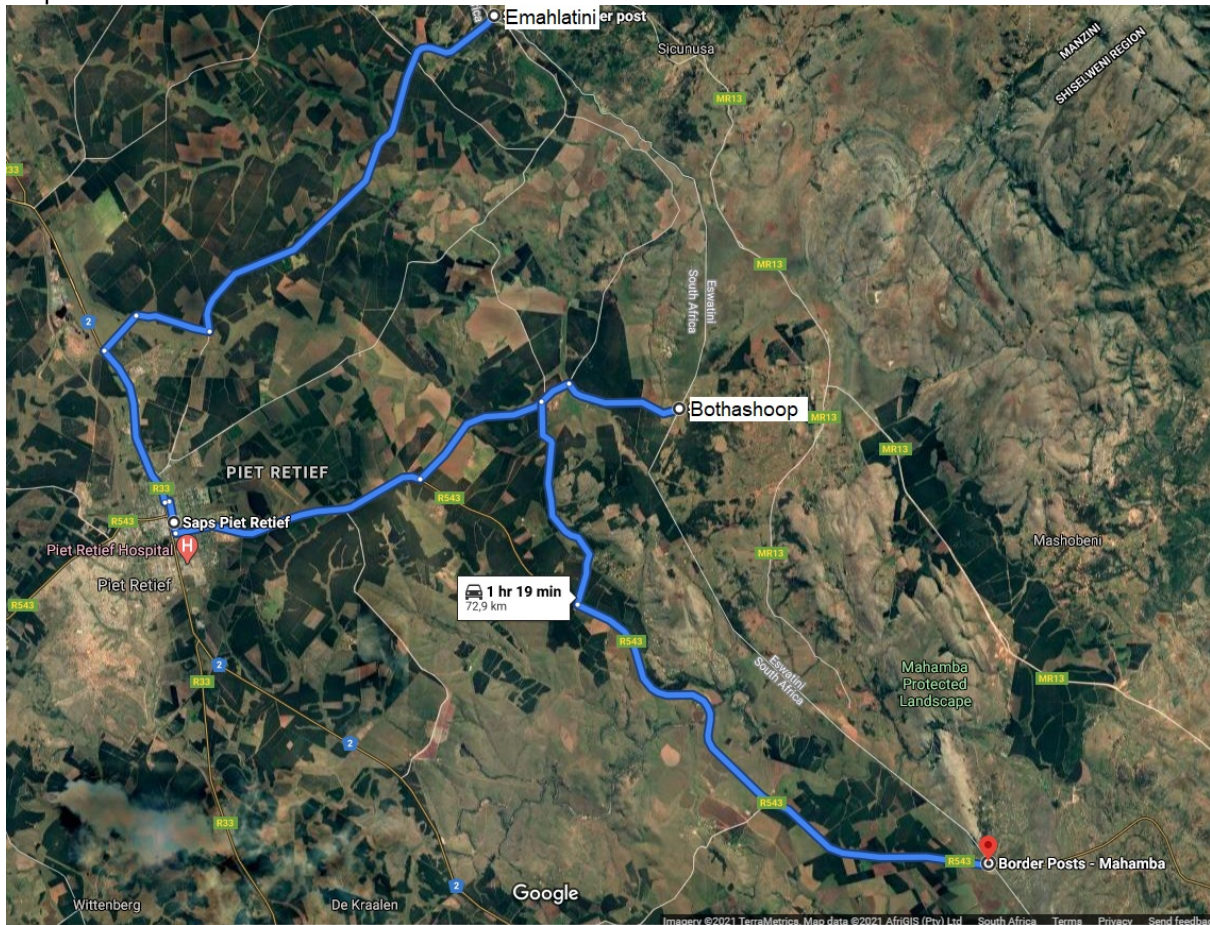 Emahlatini
er post
Sicunusa
MANZINI
SHISELWENI REGION
MR13
R33
MR13
Eswatini
South Africa
2
Bothashoop
MR13
MR13
PIET RETIEF
R33
R543
R543
Saps Piet Retief
Piet Retief Hospital
H
Piet Retief
Mashobeni
MR13
1 hr 19 min
72,9 km
R543
R543
Eswatini
South Africa
Mahamba
Protected
Landscape
MR13
2
R33
2
R543
R33
R543
Border Posts - Mahamba
2
Google
Wittenberg
De Kraalen
Imagery ©2021 TerraMetrics, Map data ©2021 AfriGIS (Pty) Ltd South Africa Terms Privacy Send feedbac